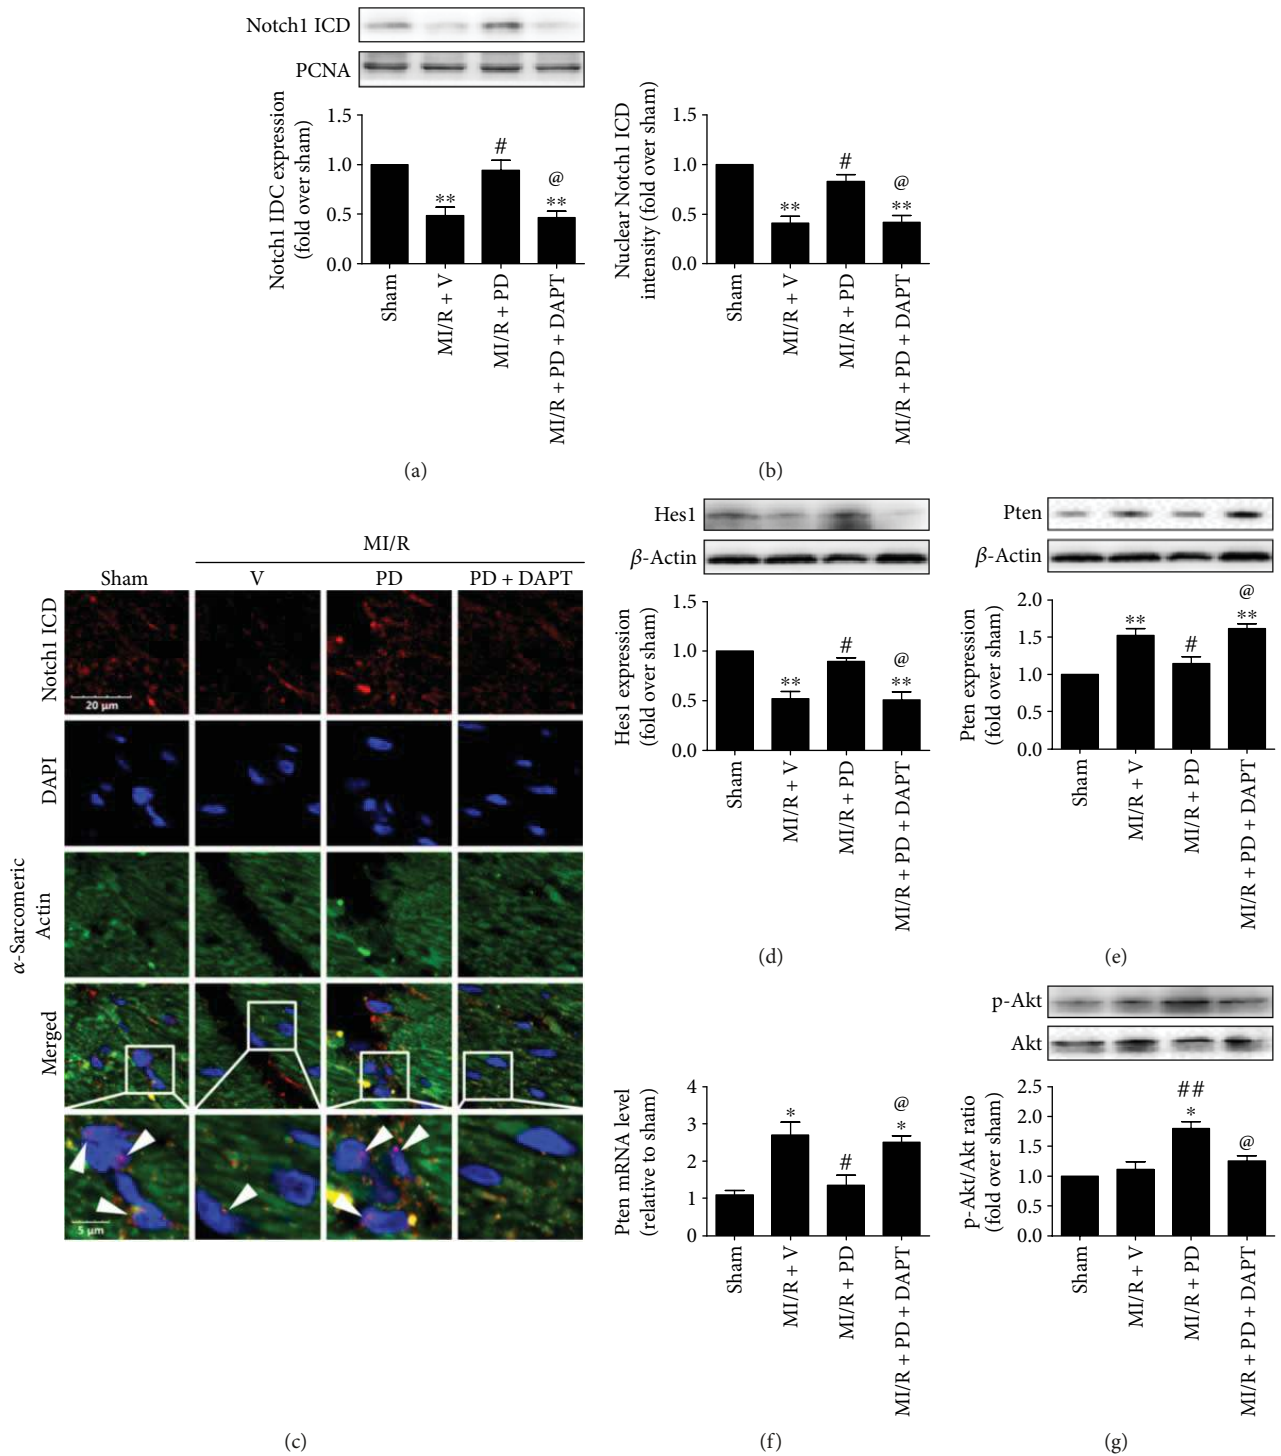 Notch1 ICD
PCNA
Notch1 IDC expression
(fold over sham)
1.5
1.0
0.5
0.0
#
@
**
**
Sham
MI/R + V
MI/R + PD
MI/R + PD + DAPT
(a)
Nuclear Notch1 ICD
intensity (fold over sham)
1.5
1.0
0.5
0.0
#
@
**
**
Sham
MI/R + V
MI/R + PD
MI/R + PD + DAPT
(b)
MI/R
Sham
V
PD
PD + DAPT
Notch1 ICD
20 μm
DAPI
α-Sarcomeric
Actin
Merged
5 μm
(c)
Hes1
β-Actin
Hes1 expression
(fold over sham)
1.5
1.0
0.5
0.0
#
@
**
**
Sham
MI/R + V
MI/R + PD
MI/R + PD + DAPT
(d)
Pten
β-Actin
Pten expression
(fold over sham)
2.0
1.5
1.0
0.5
0.0
@
**
**
#
Sham
MI/R + V
MI/R + PD
MI/R + PD + DAPT
(e)
Pten mRNA level
(relative to sham)
4
3
2
1
0
*
@
*
#
Sham
MI/R + V
MI/R + PD
MI/R + PD + DAPT
(f)
p-Akt
Akt
p-Akt/Akt ratio
(fold over sham)
2.5
2.0
1.5
1.0
0.5
0.0
##
*
@
Sham
MI/R + V
MI/R + PD
MI/R + PD + DAPT
(g)